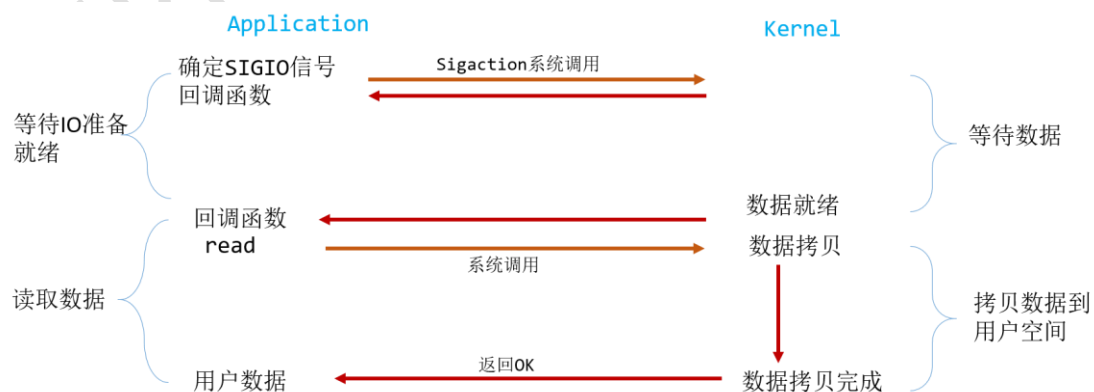 Application
Kernel
确定SIGIO信号
回调函数
Sigaction系统调用
等待IO准备
就绪
等待数据
数据就绪
回调函数
read
系统调用
数据拷贝
读取数据
拷贝数据到
用户空间
用户数据
返回OK
数据拷贝完成